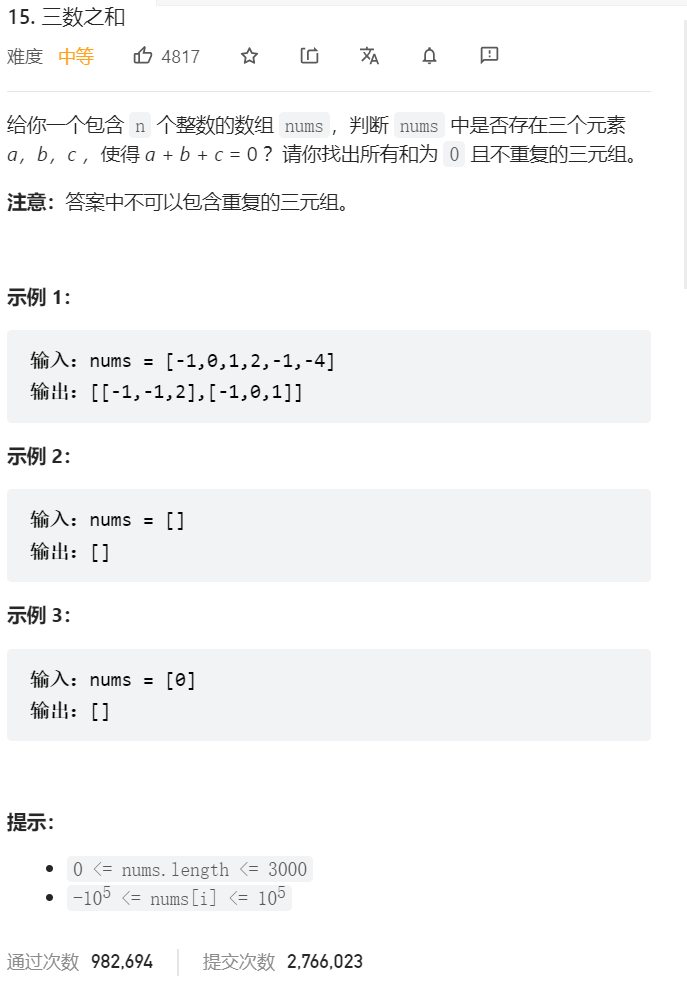 15. 三数之和
难度 中等 4817
给你一个包含 n 个整数的数组 nums，判断 nums 中是否存在三个元素
a，b，c ，使得 a + b + c = 0 ？请你找出所有和为 0 且不重复的三元组。
注意：答案中不可以包含重复的三元组。
示例 1：
输入：nums = [-1,0,1,2,-1,-4]
输出：[[-1,-1,2],[-1,0,1]]
示例 2：
输入：nums = []
输出：[]
示例 3：
输入：nums = [0]
输出：[]
提示：
0 <= nums.length <= 3000
-10⁵ <= nums[i] <= 10⁵
通过次数 982,694 提交次数 2,766,023